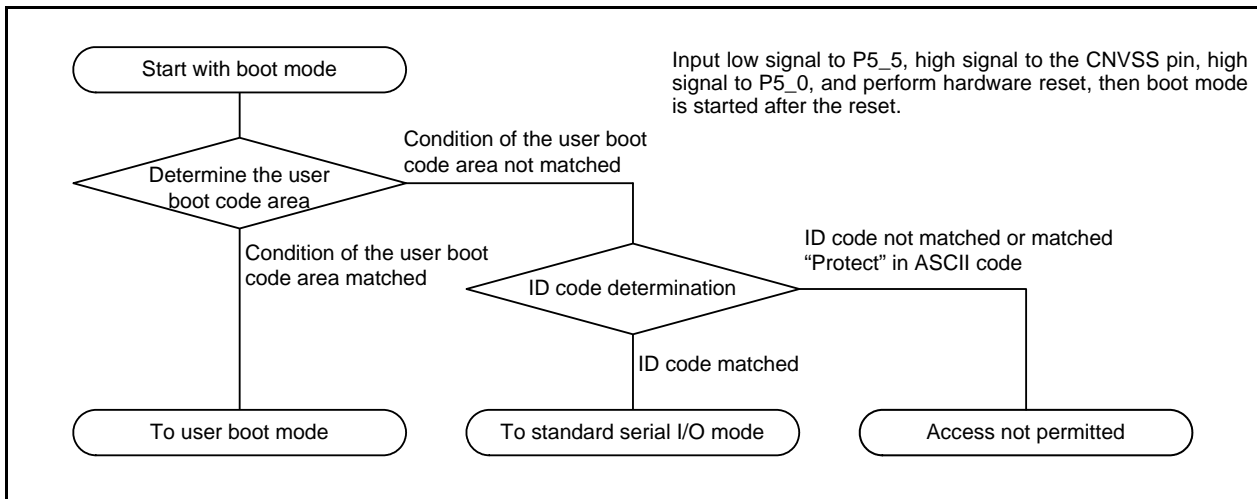 Start with boot mode
Input low signal to P5_5, high signal to the CNVSS pin, high
signal to P5_0, and perform hardware reset, then boot mode
is started after the reset.
Condition of the user boot
code area not matched
Determine the user
boot code area
Condition of the user boot
code area matched
ID code not matched or matched
“Protect” in ASCII code
ID code determination
ID code matched
To user boot mode
To standard serial I/O mode
Access not permitted